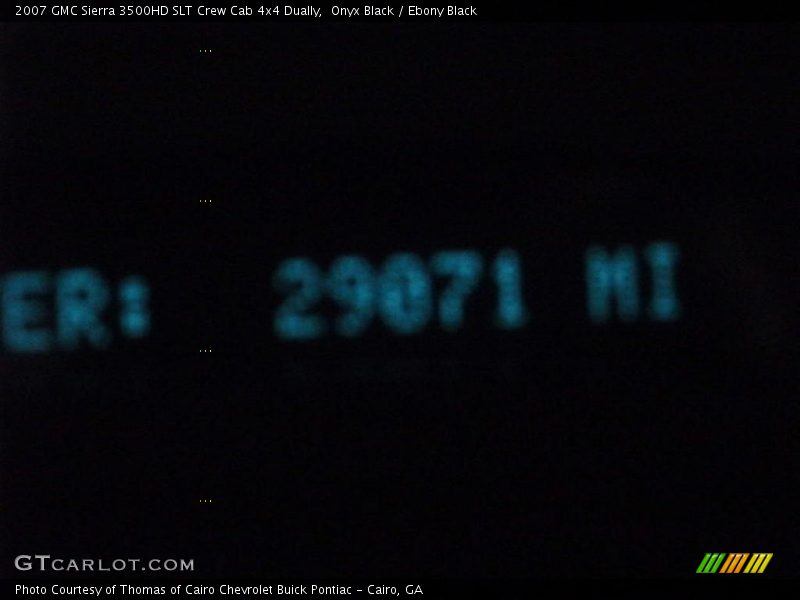 2007 GMC Sierra 3500HD SLT Crew Cab 4x4 Dually,  Onyx Black / Ebony Black
ER: 29071 MI
GTCARLOT.COM
Photo Courtesy of Thomas of Cairo Chevrolet Buick Pontiac - Cairo, GA